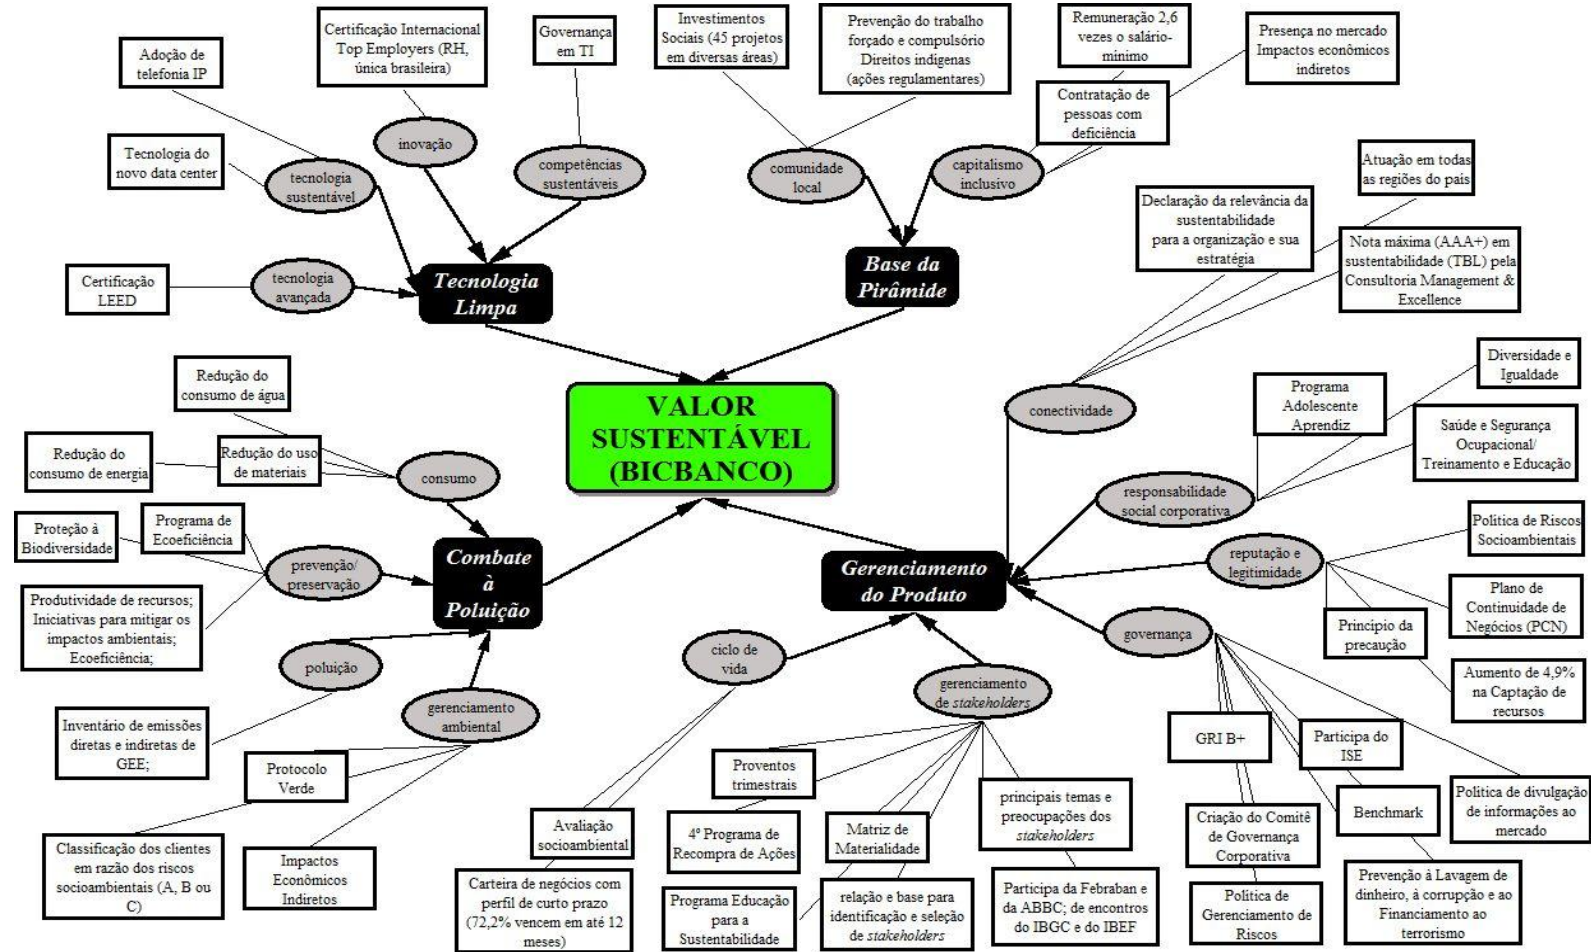 Adoção de
telefonia IP
Certificação Internacional
Top Employers (RH,
única brasileira)
Governança
em TI
Investimentos
Sociais (45 projetos
em diversas áreas)
Prevenção do trabalho
forçado e compulsório
Direitos indígenas
(ações regulamentares)
Remuneração 2,6
vezes o salário-
mínimo
Presença no mercado
Impactos econômicos
indiretos
Contratação de
pessoas com
deficiência
Tecnologia do
novo data center
tecnologia
sustentável
inovação
competências
sustentáveis
comunidade
local
capitalismo
inclusivo
Atuação em todas
as regiões do pais
Declaração da relevância da
sustentabilidade
para a organização e sua
estratégia
Nota máxima (AAA+) em
sustentabilidade (TBL) pela
Consultoria Management &
Excellence
Certificação
LEED
tecnologia
avançada
Tecnologia
Limpa
Base da
Pirâmide
Redução do
consumo de água
Redução do
consumo de energia
Redução do uso
de materiais
consumo
VALOR
SUSTENTÁVEL
(BICBANCO)
conectividade
Programa
Adolescente
Aprendiz
Diversidade e
Igualdade
Saúde e Segurança
Ocupacional/
Treinamento e Educação
responsabilidade
social corporativa
Proteção à
Biodiversidade
Programa de
Ecoeficiência
prevenção/
preservação
Combate
à
Poluição
Gerenciamento
do Produto
reputação e
legitimidade
Politica de Riscos
Socioambientais
Produtividade de recursos;
Iniciativas para mitigar os
impactos ambientais;
Ecoeficiência;
poluição
gerenciamento
ambiental
ciclo de
vida
gerenciamento
de stakeholders
governança
Principio da
precaução
Plano de
Continuidade de
Negócios (PCN)
Aumento de 4,9%
na Captação de
recursos
Inventário de emissões
diretas e indiretas de
GEE;
Protocolo
Verde
Classificação dos clientes
em razão dos riscos
socioambientais (A, B ou
C)
Impactos
Econômicos
Indiretos
Avaliação
socioambiental
Carteira de negócios com
perfil de curto prazo
(72,2% vencem em até 12
meses)
Proventos
trimestrais
4º Programa de
Recompra de Ações
Programa Educação
para a
Sustentabilidade
Matriz de
Materialidade
relação e base para
identificação e seleção
de stakeholders
principais temas e
preocupações dos
stakeholders
Participa da Febraban e
da ABBC; de encontros
do IBGC e do IBEF
GRI B+
Participa do
ISE
Criação do Comitê
de Governança
Corporativa
Politica de
Gerenciamento de
Riscos
Benchmark
Politica de divulgação
de informações ao
mercado
Prevenção à Lavagem de
dinheiro, à corrupção e ao
Financiamento ao
terrorismo